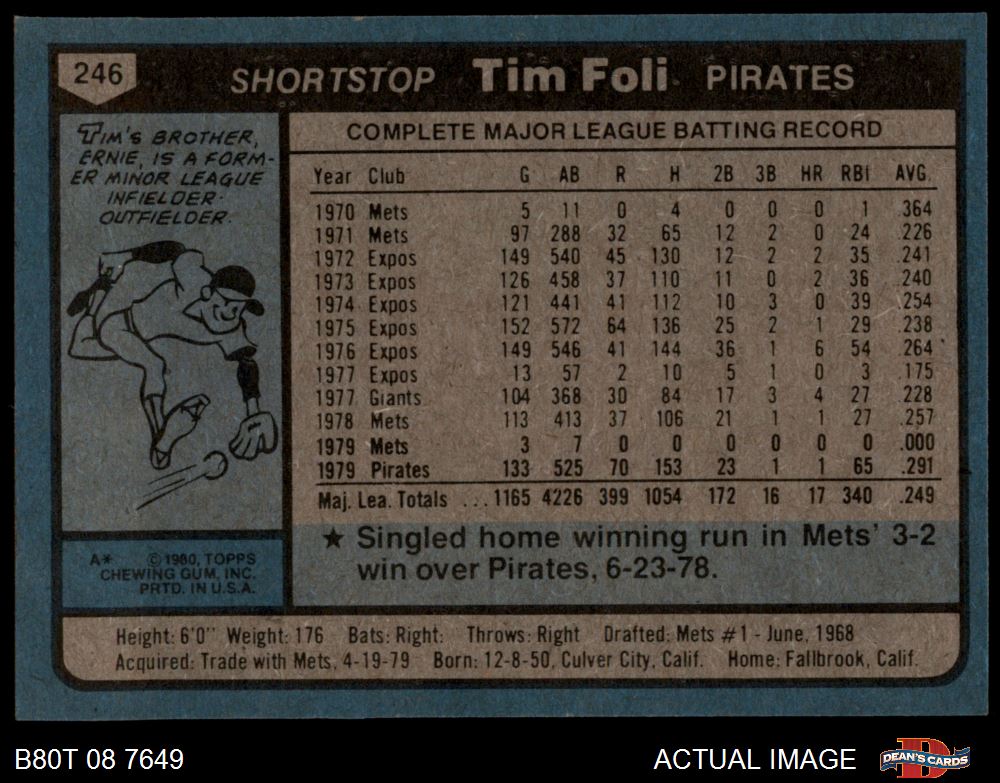 246
SHORTSTOP Tim Foli PIRATES
TIM'S BROTHER,
ERNIE, IS A FORM-
ER MINOR LEAGUE
INFIELDER-
OUTFIELDER.
COMPLETE MAJOR LEAGUE BATTING RECORD
Year Club G AB R H 2B 3B HR RBI AVG.
1970 Mets 5 11 0 4 0 0 0 1 .364
1971 Mets 97 288 32 65 12 2 0 24 .226
1972 Expos 149 540 45 130 12 2 2 35 .241
1973 Expos 126 458 37 110 11 0 2 36 .240
1974 Expos 121 441 41 112 10 3 0 39 .254
1975 Expos 152 572 64 136 25 2 1 29 .238
1976 Expos 149 546 41 144 36 1 6 54 .264
1977 Expos 13 57 2 10 5 1 0 3 .175
1977 Giants 104 368 30 84 17 3 4 27 .228
1978 Mets 113 413 37 106 21 1 1 27 .257
1979 Mets 3 7 0 0 0 0 0 0 .000
1979 Pirates 133 525 70 153 23 1 1 65 .291
Maj. Lea. Totals ...1165 4226 399 1054 172 16 17 340 .249
★ Singled home winning run in Mets' 3-2
win over Pirates, 6-23-78.
A* © 1980, TOPPS
CHEWING GUM, INC.
PRTD. IN U.S.A.
Height: 6'0" Weight: 176 Bats: Right: Throws: Right Drafted: Mets #1 - June, 1968
Acquired: Trade with Mets, 4-19-79 Born: 12-8-50, Culver City, Calif. Home: Fallbrook, Calif.
B80T 08 7649 ACTUAL IMAGE DEAN'S CARDS